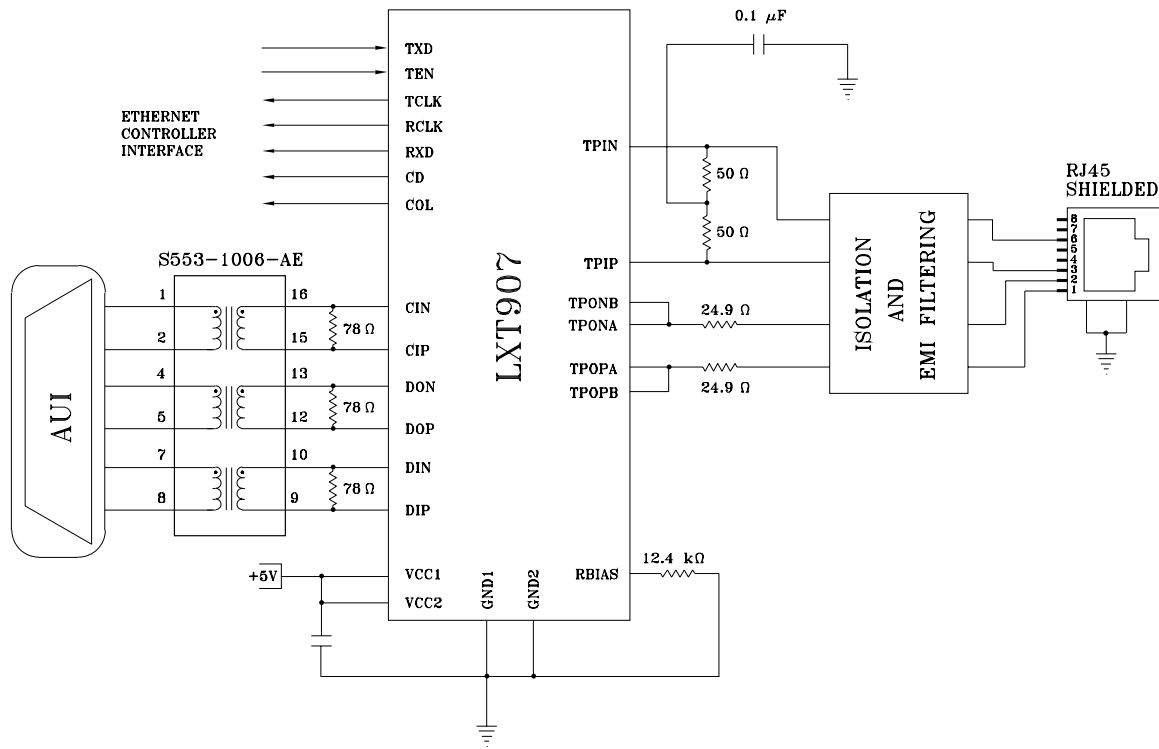 0.1 μF
TXD
TEN
TCLK
RCLK
RXD
CD
COL
ETHERNET
CONTROLLER
INTERFACE
TPIN
50 Ω
50 Ω
TPIP
TPONB
TPONA
24.9 Ω
TPOPA
TPOPB
24.9 Ω
ISOLATION
AND
EMI FILTERING
RJ45
SHIELDED
8
7
6
5
4
3
2
1
LXT907
S553-1006-AE
AUI
1
16
2
15
4
13
5
12
7
10
8
9
78 Ω
78 Ω
78 Ω
CIN
CIP
DON
DOP
DIN
DIP
+5V
VCC1
VCC2
GND1
GND2
RBIAS
12.4 kΩ